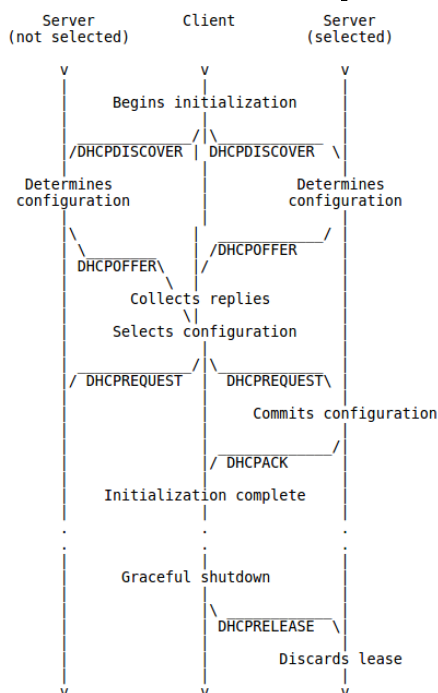 Server Client Server
(not selected) (selected)
v v v
Begins initialization
DHCPDISCOVER DHCPDISCOVER
Determines Determines
configuration configuration
DHCPOFFER
DHCPOFFER
Collects replies
Selects configuration
DHCPREQUEST DHCPREQUEST
Commits configuration
DHCPACK
Initialization complete
. . .
. . .
Graceful shutdown
DHCPRELEASE
Discards lease
v v v